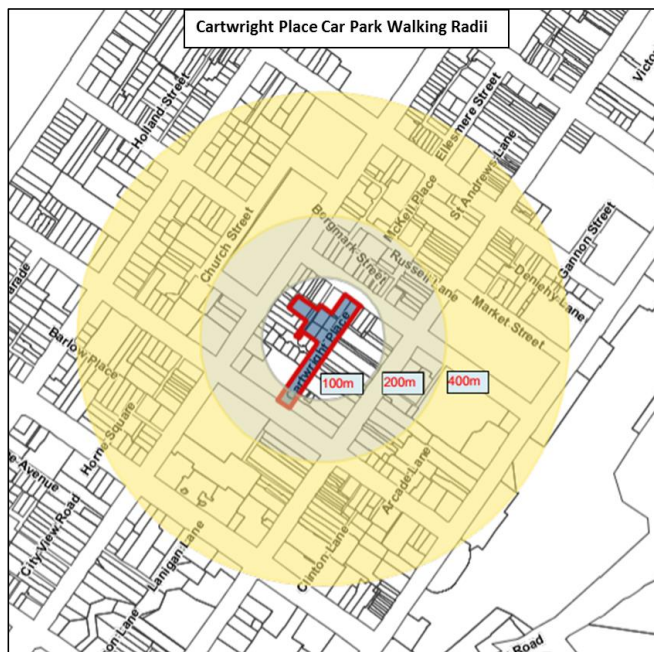 Cartwright Place Car Park Walking Radii
Holland Street
Ellesmere Street
St Andrews Lane
McKell Place
Church Street
Bergmark Street
Russell Lane
Gannon Street
Denehy Lane
Market Street
Cartwright Place
Barlow Place
100m
200m
400m
Horne Square
Arcade Lane
City View Road
Lanigan Lane
Clinton Lane
Road